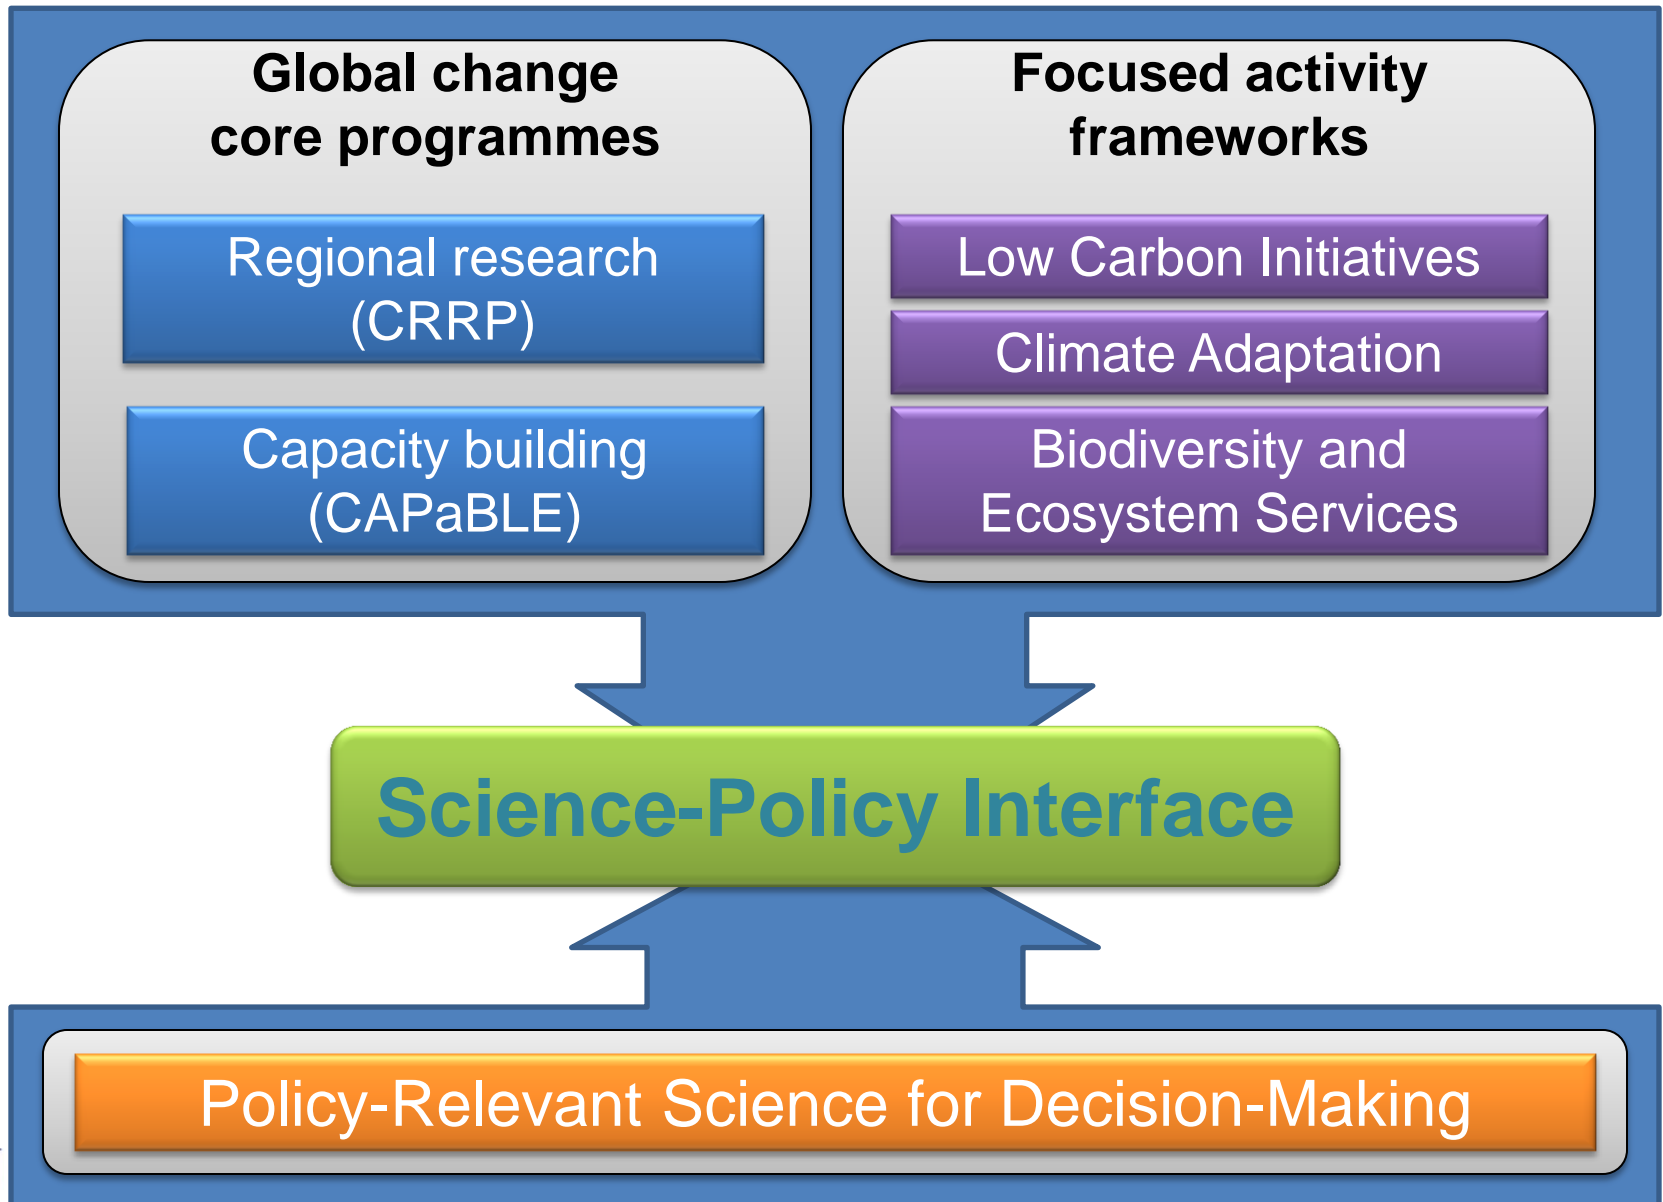 Global change
core programmes
Regional research
(CRRP)
Capacity building
(CAPaBLE)
Focused activity
frameworks
Low Carbon Initiatives
Climate Adaptation
Biodiversity and
Ecosystem Services
Science-Policy Interface
Policy-Relevant Science for Decision-Making